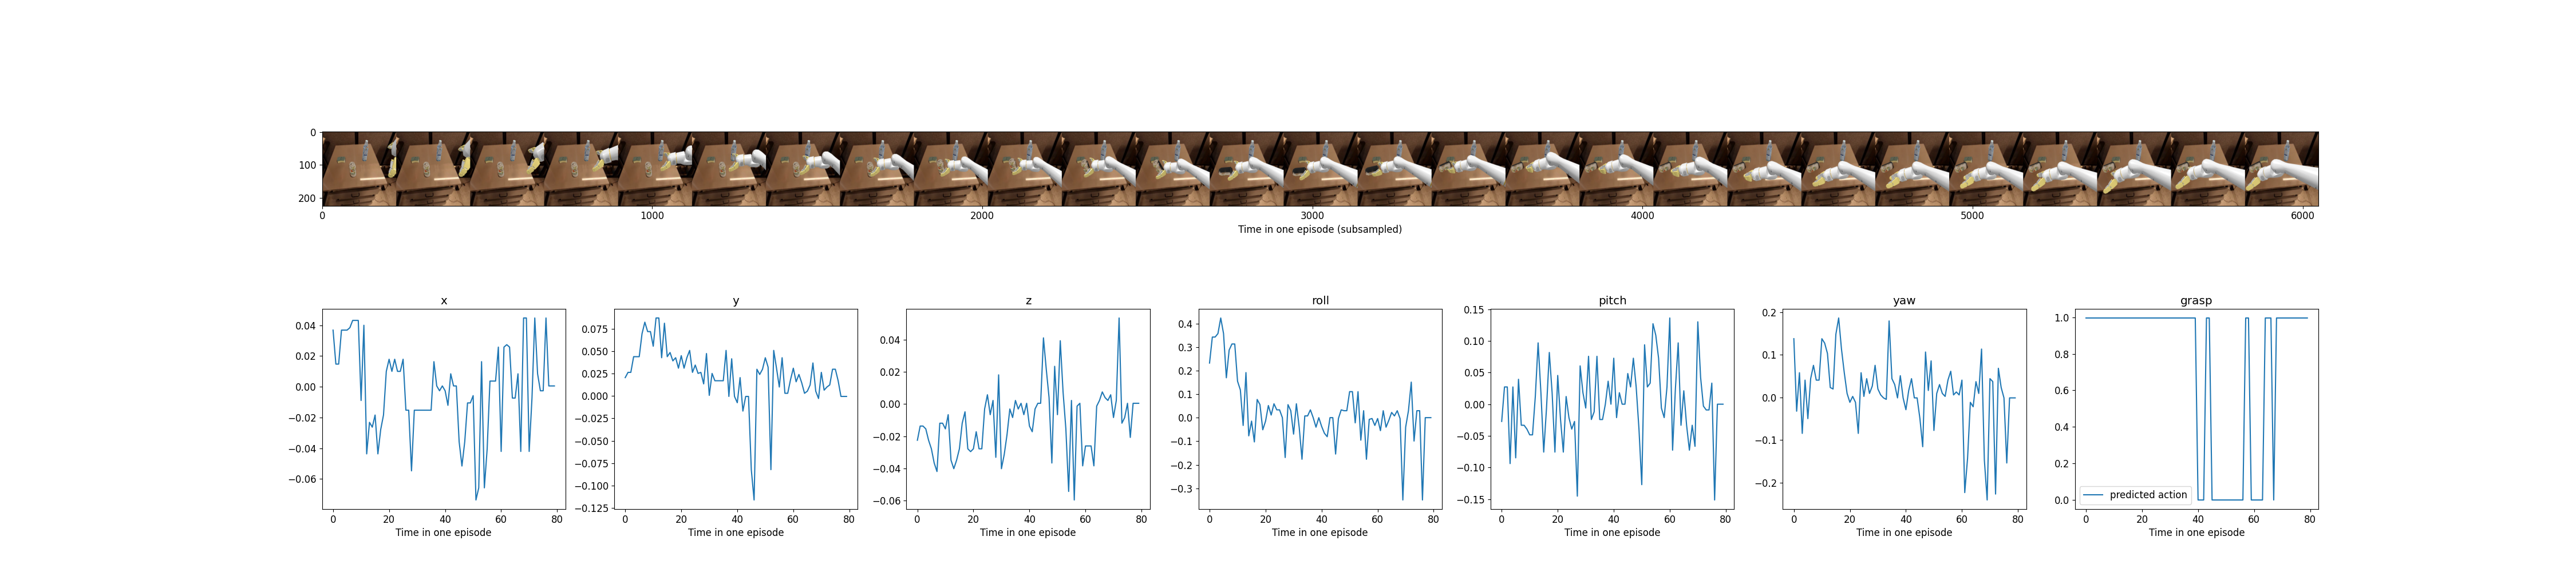 0
100
200
0 1000 2000 3000 4000 5000 6000
Time in one episode (subsampled)
x
0.04
0.02
0.00
−0.02
−0.04
−0.06
0 20 40 60 80
Time in one episode
y
0.075
0.050
0.025
0.000
−0.025
−0.050
−0.075
−0.100
−0.125
0 20 40 60 80
Time in one episode
z
0.04
0.02
0.00
−0.02
−0.04
−0.06
0 20 40 60 80
Time in one episode
roll
0.4
0.3
0.2
0.1
0.0
−0.1
−0.2
−0.3
0 20 40 60 80
Time in one episode
pitch
0.15
0.10
0.05
0.00
−0.05
−0.10
−0.15
0 20 40 60 80
Time in one episode
yaw
0.2
0.1
0.0
−0.1
−0.2
0 20 40 60 80
Time in one episode
grasp
1.0
0.8
0.6
0.4
0.2
0.0
predicted action
0 20 40 60 80
Time in one episode